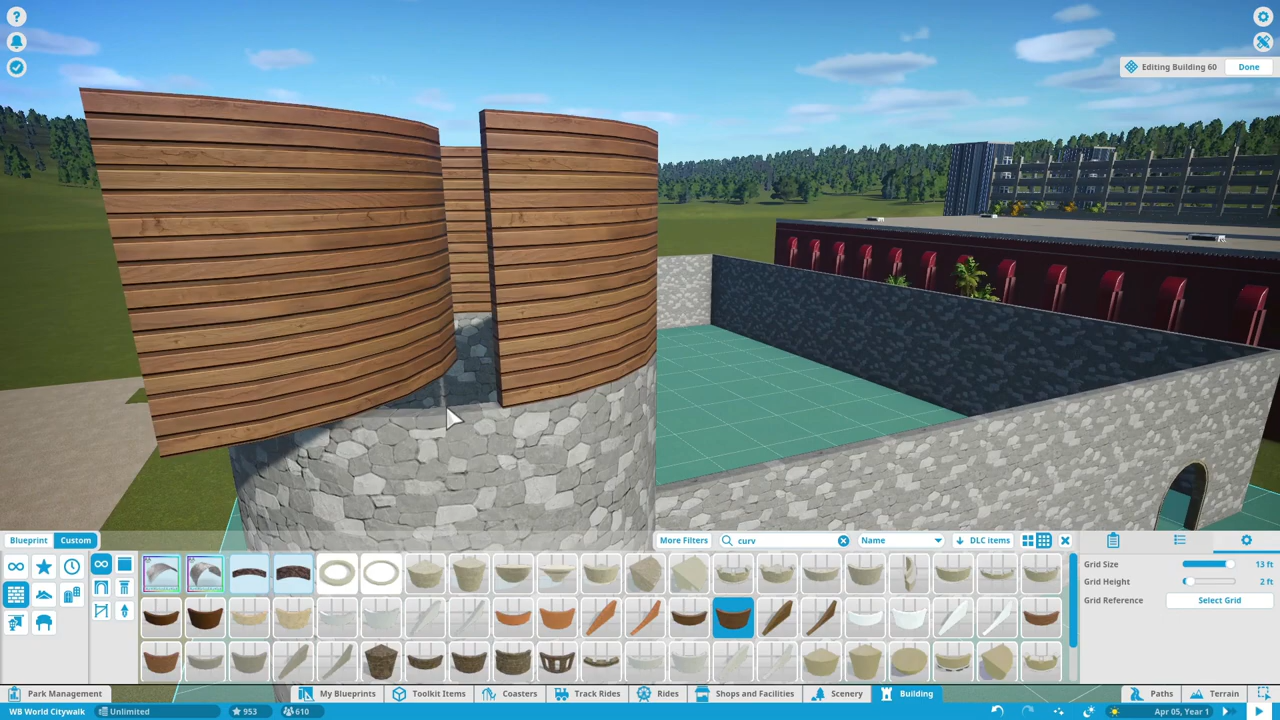 Editing Building 60 Done
Blueprint Custom More Filters curv Name DLC items
Grid Size 13 ft
Grid Height 2 ft
Grid Reference Select Grid
Park Management My Blueprints Toolkit Items Coasters Track Rides Rides Shops and Facilities Scenery Building Paths Terrain
WB World Citywalk Unlimited 953 610 Apr 05, Year 1